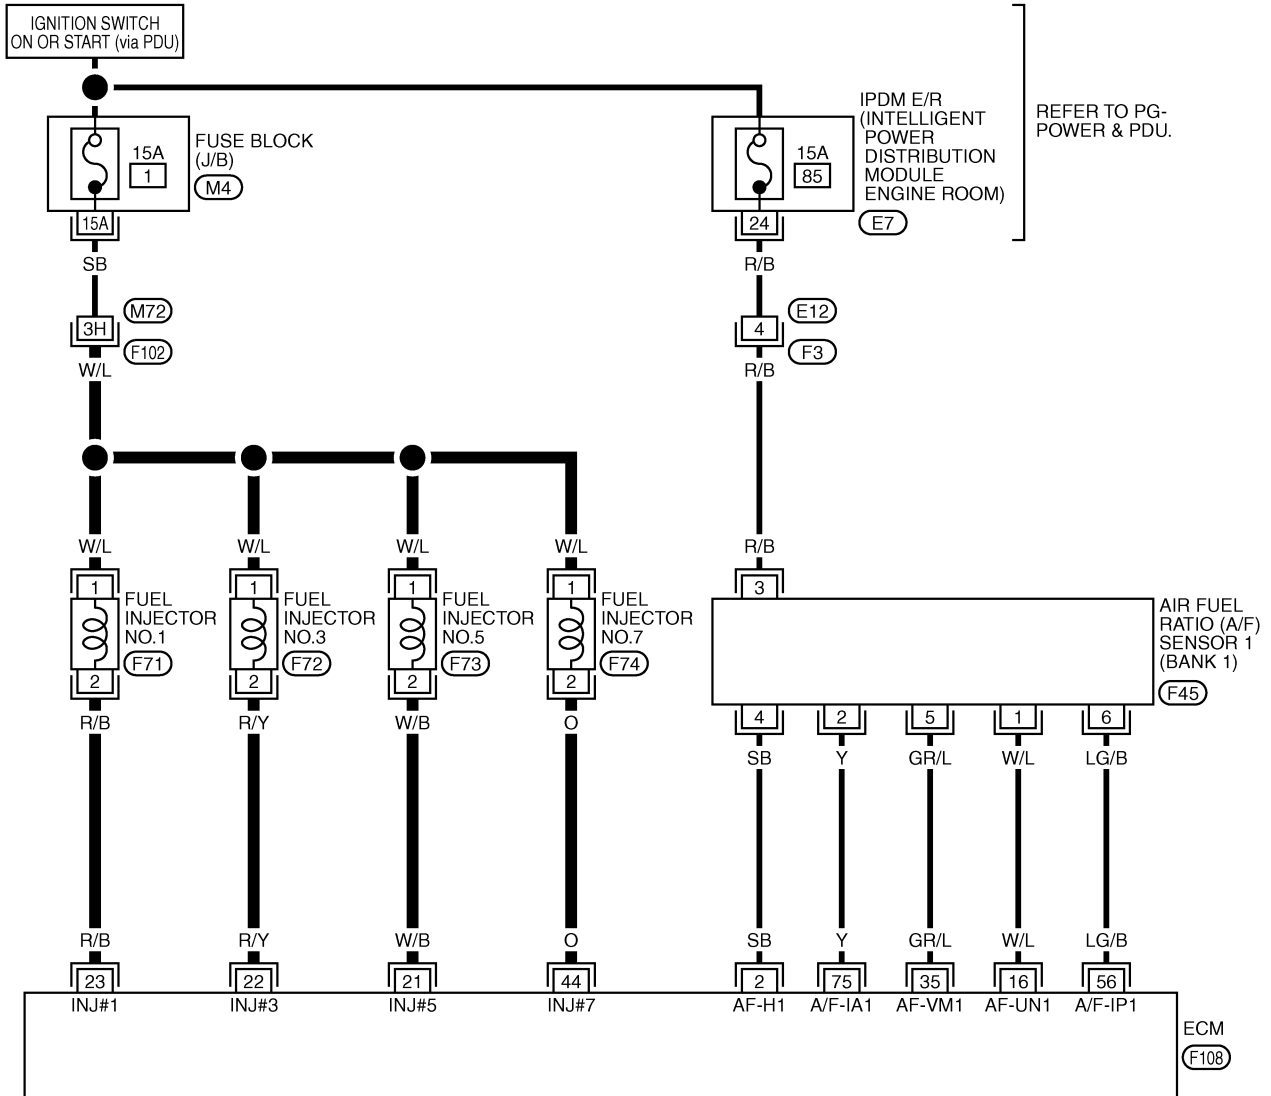 IGNITION SWITCH
ON OR START (via PDU)
FUSE BLOCK
(J/B)
M4
15A
1
15A
SB
IPDM E/R
(INTELLIGENT
POWER
DISTRIBUTION
MODULE
ENGINE ROOM)
E7
15A
85
24
R/B
REFER TO PG-
POWER & PDU.
3H
M72
F102
W/L
4
E12
F3
R/B
W/L
W/L
W/L
W/L
R/B
1
FUEL
INJECTOR
NO.1
F71
2
1
FUEL
INJECTOR
NO.3
F72
2
1
FUEL
INJECTOR
NO.5
F73
2
1
FUEL
INJECTOR
NO.7
F74
2
3
AIR FUEL
RATIO (A/F)
SENSOR 1
(BANK 1)
F45
4
2
5
1
6
R/B
R/Y
W/B
O
SB
Y
GR/L
W/L
LG/B
R/B
R/Y
W/B
O
SB
Y
GR/L
W/L
LG/B
23
22
21
44
2
75
35
16
56
INJ#1
INJ#3
INJ#5
INJ#7
AF-H1
A/F-IA1
AF-VM1
AF-UN1
A/F-IP1
ECM
F108